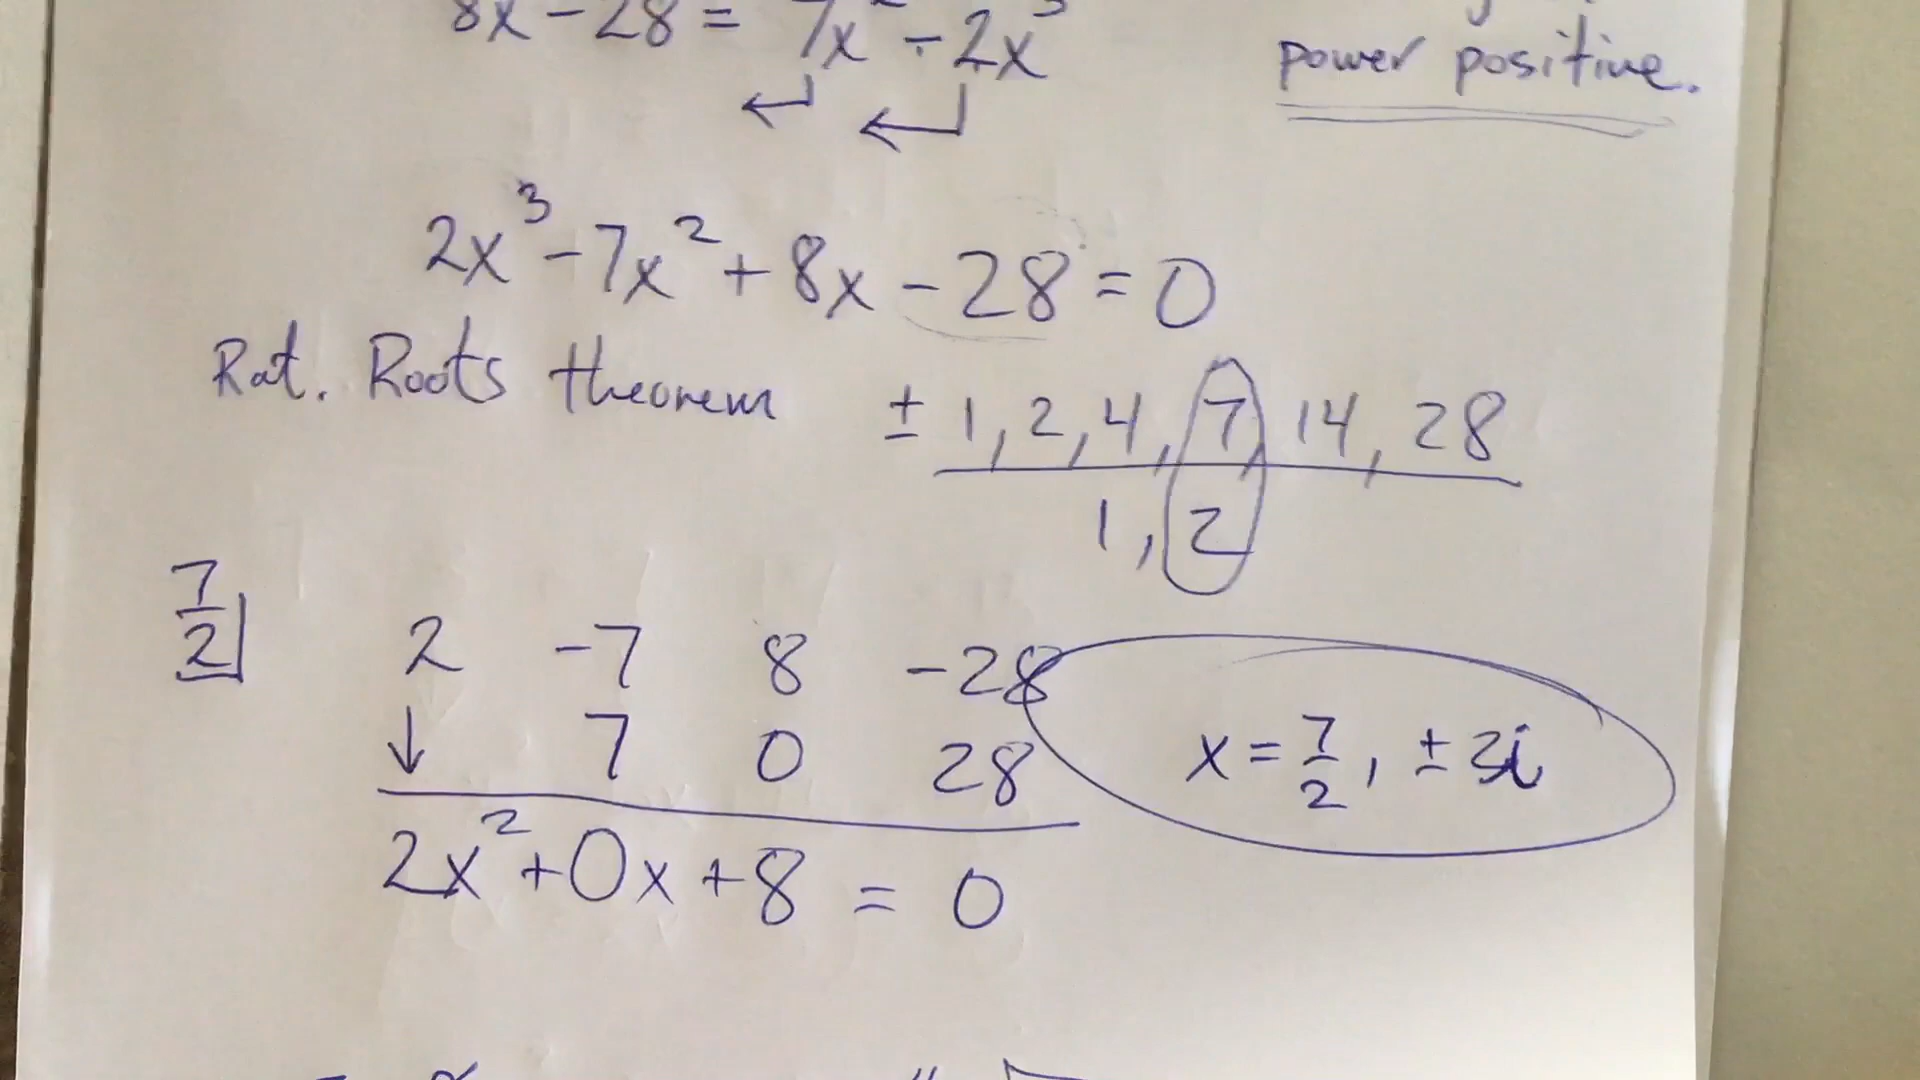 8x - 28 = 7x² - 2x³
power positive.
2x³ - 7x² + 8x - 28 = 0
Rat. Roots theorem ± 1, 2, 4, 7, 14, 28
1, 2
7/2 2 -7 8 -28
↓ 7 0 28
x = 7/2, ± 3i
2x² + 0x + 8 = 0